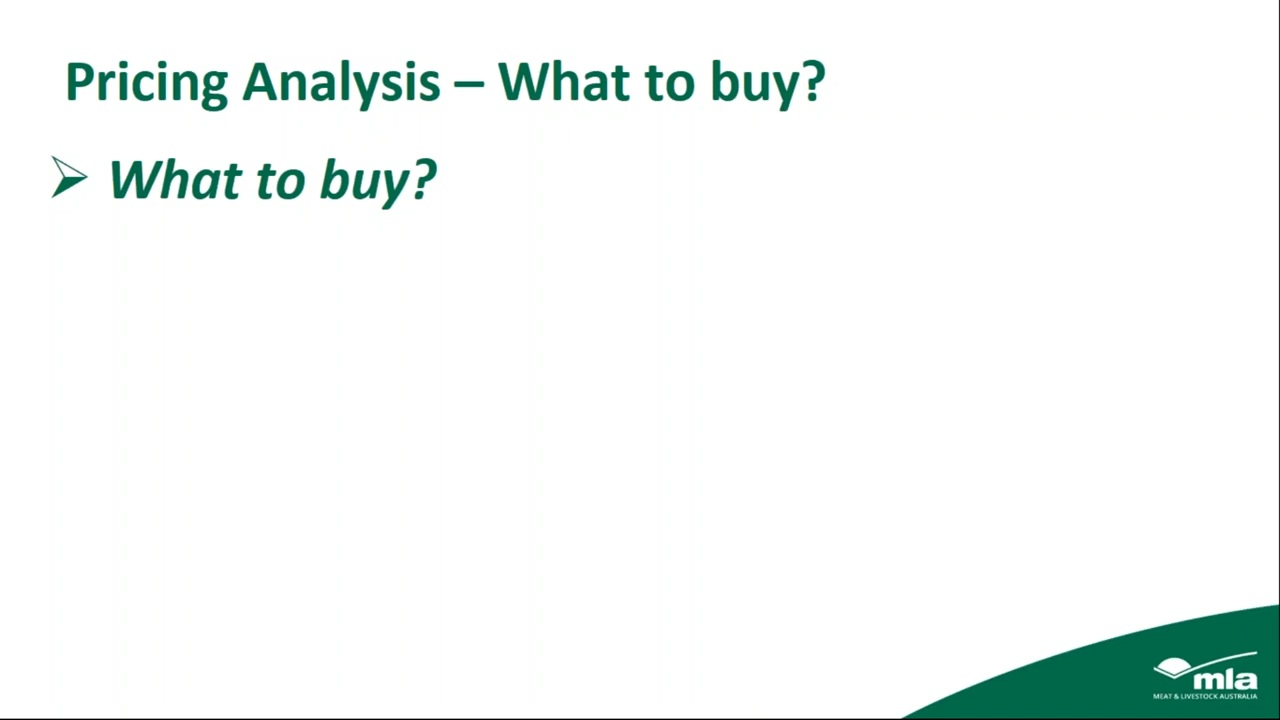 Pricing Analysis – What to buy?
What to buy?
mla
MEAT & LIVESTOCK AUSTRALIA